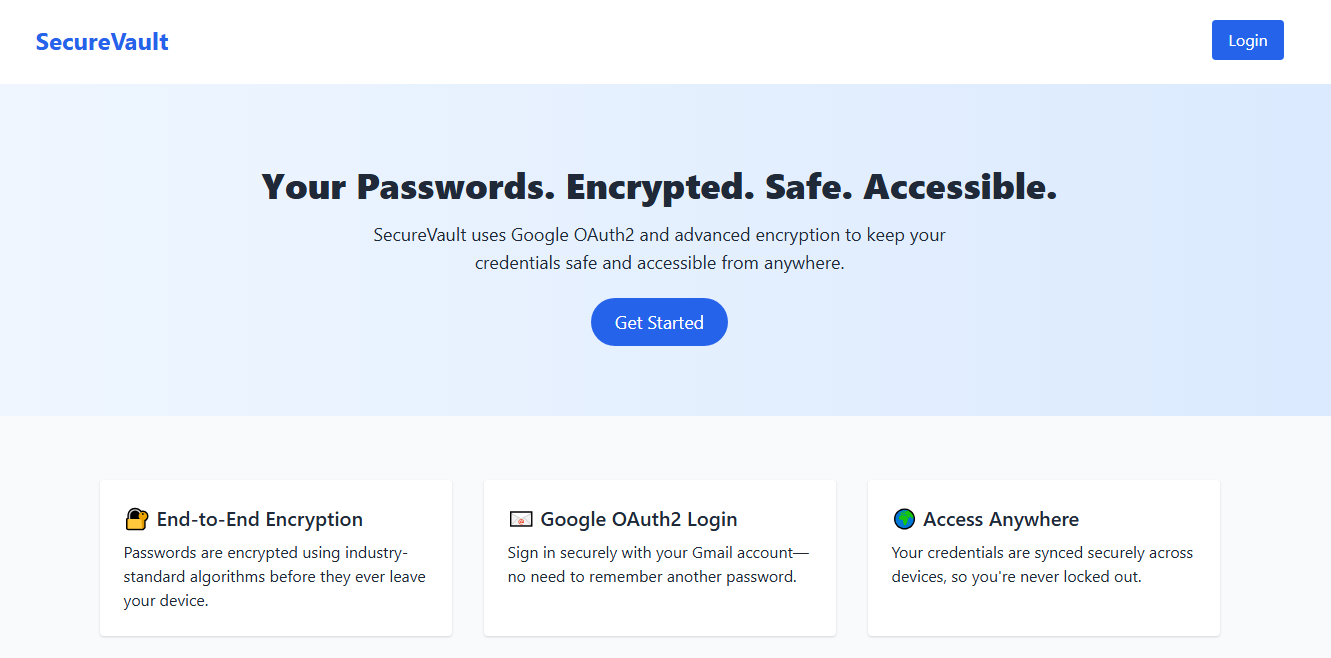 SecureVault
Login
Your Passwords. Encrypted. Safe. Accessible.
SecureVault uses Google OAuth2 and advanced encryption to keep your
credentials safe and accessible from anywhere.
Get Started
End-to-End Encryption
Passwords are encrypted using industry-
standard algorithms before they ever leave
your device.
Google OAuth2 Login
Sign in securely with your Gmail account—
no need to remember another password.
Access Anywhere
Your credentials are synced securely across
devices, so you're never locked out.